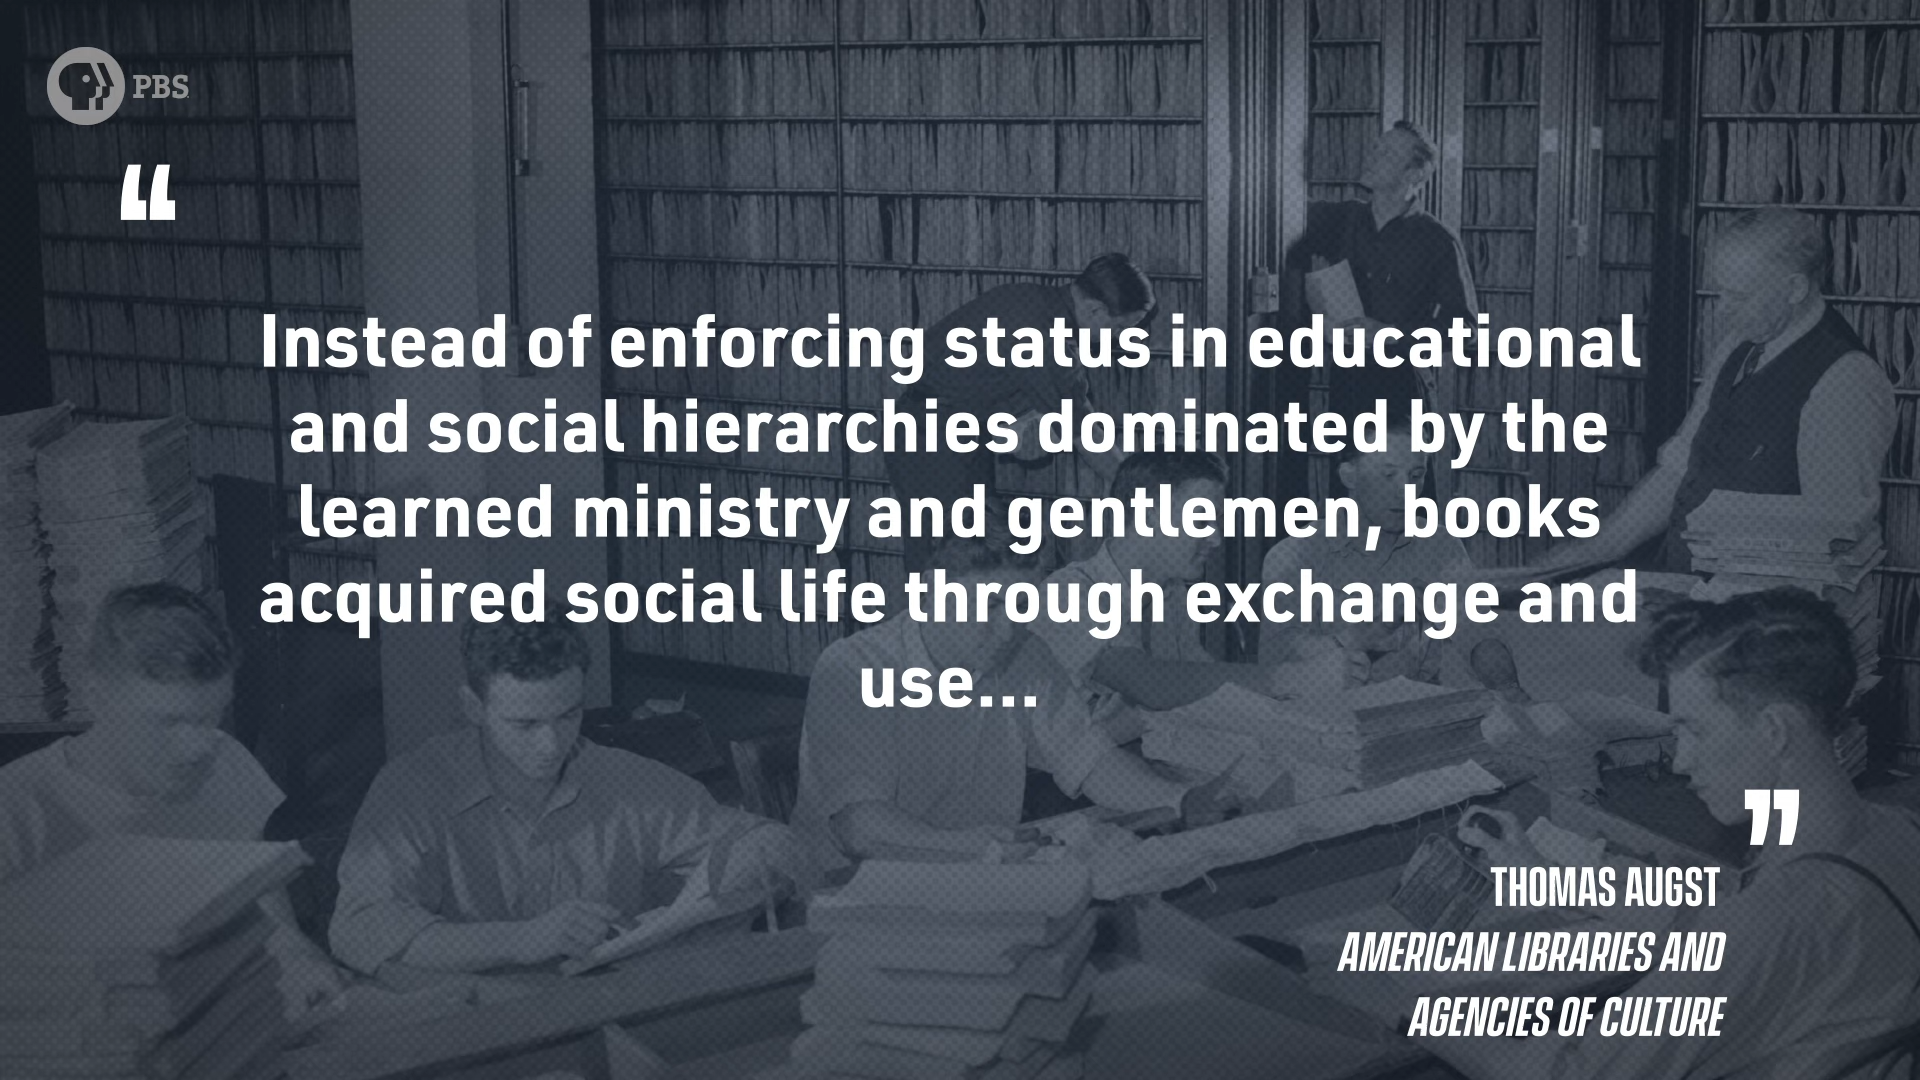 PBS
“
Instead of enforcing status in educational
and social hierarchies dominated by the
learned ministry and gentlemen, books
acquired social life through exchange and
use...
”
THOMAS AUGST
AMERICAN LIBRARIES AND
AGENCIES OF CULTURE